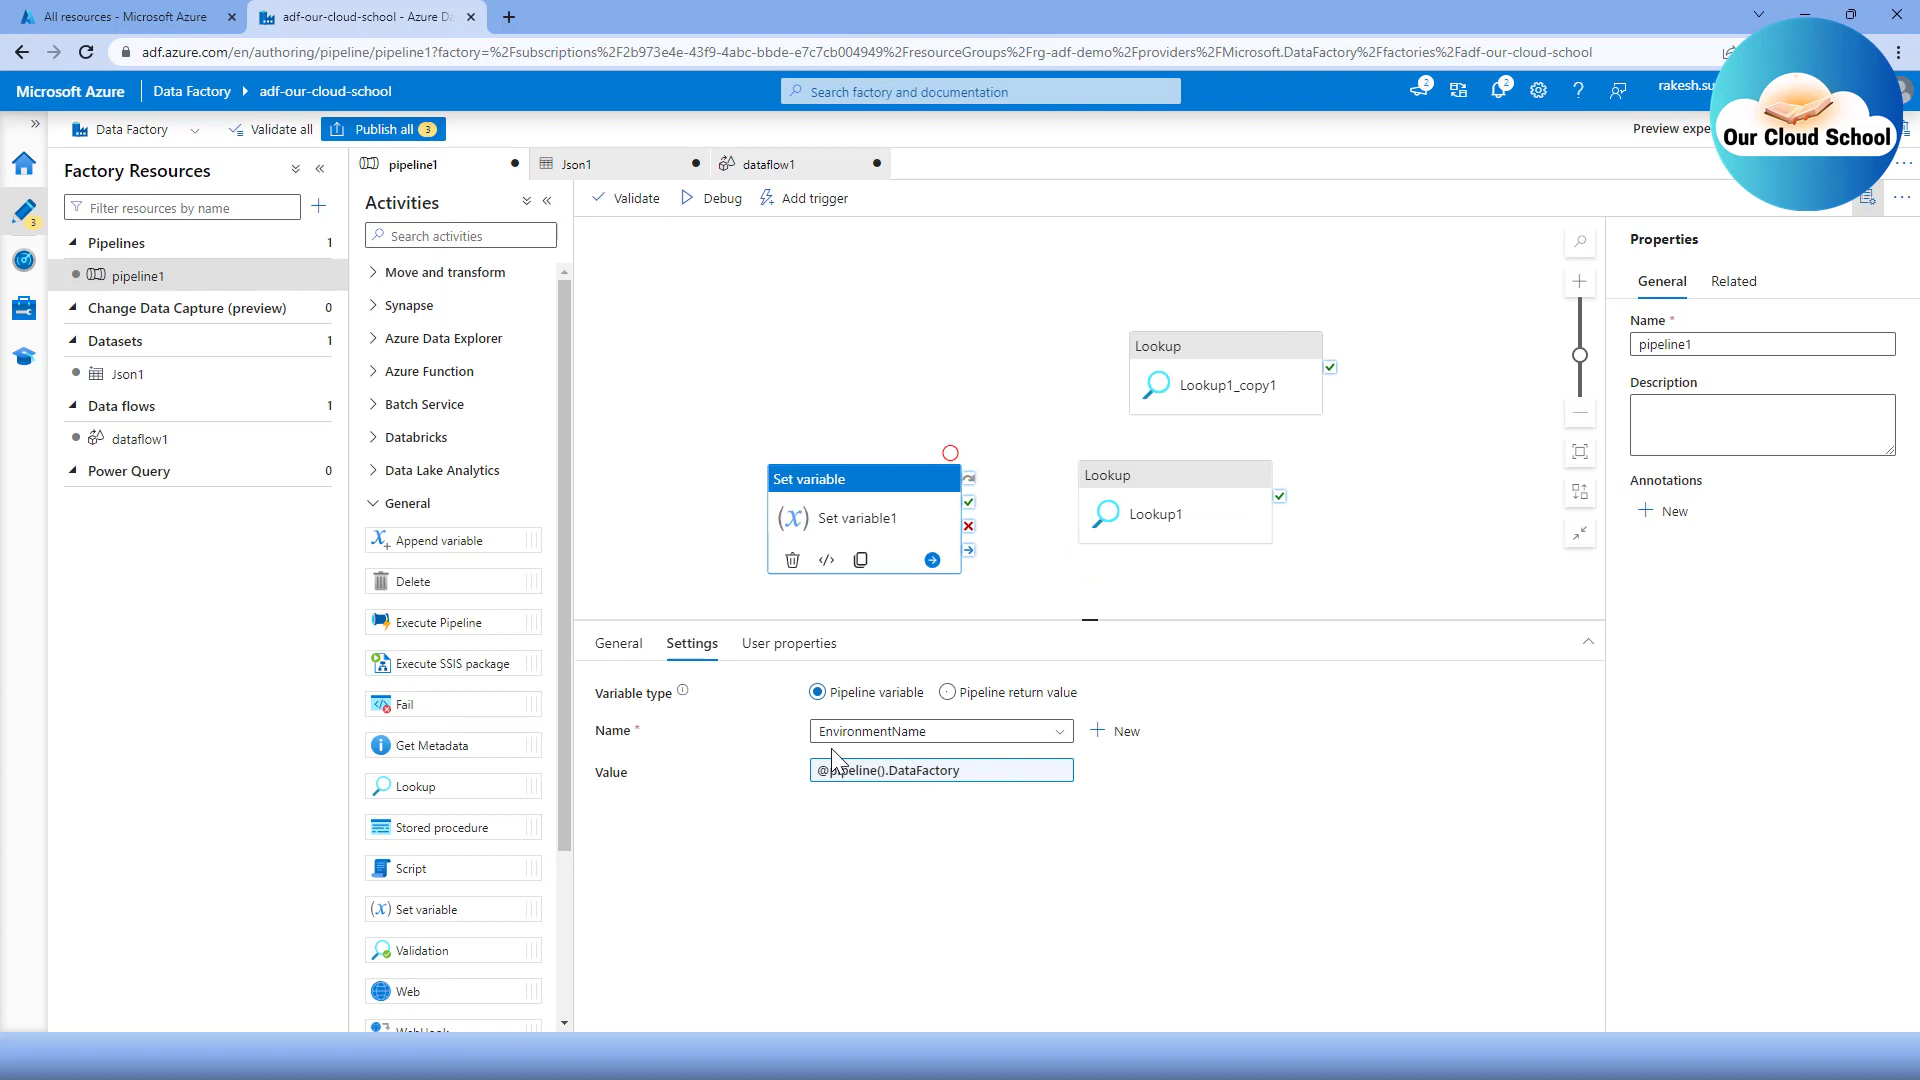 All resources - Microsoft Azure
adf-our-cloud-school - Azure Da
adf.azure.com/en/authoring/pipeline/pipeline1?factory=%2Fsubscriptions%2F2b973e4e-43f9-4abc-bbde-e7c7cb004949%2FresourceGroups%2Frg-adf-demo%2Fproviders%2FMicrosoft.DataFactory%2Ffactories%2Fadf-our-cloud-school
Microsoft Azure
Data Factory
adf-our-cloud-school
Search factory and documentation
2
2
rakesh.su
Our Cloud School
Data Factory
Validate all
Publish all 3
Preview expe
Factory Resources
Filter resources by name
3
Pipelines 1
pipeline1
Change Data Capture (preview) 0
Datasets 1
Json1
Data flows 1
dataflow1
Power Query 0
pipeline1
Json1
dataflow1
Activities
Search activities
Move and transform
Synapse
Azure Data Explorer
Azure Function
Batch Service
Databricks
Data Lake Analytics
General
Append variable
Delete
Execute Pipeline
Execute SSIS package
Fail
Get Metadata
Lookup
Stored procedure
Script
Set variable
Validation
Web
WebHook
Validate
Debug
Add trigger
Lookup
Lookup1_copy1
Set variable
(x) Set variable1
Lookup
Lookup1
General
Settings
User properties
Variable type
Pipeline variable
Pipeline return value
Name *
EnvironmentName
New
Value
@pipeline().DataFactory
Properties
General
Related
Name *
pipeline1
Description
Annotations
New